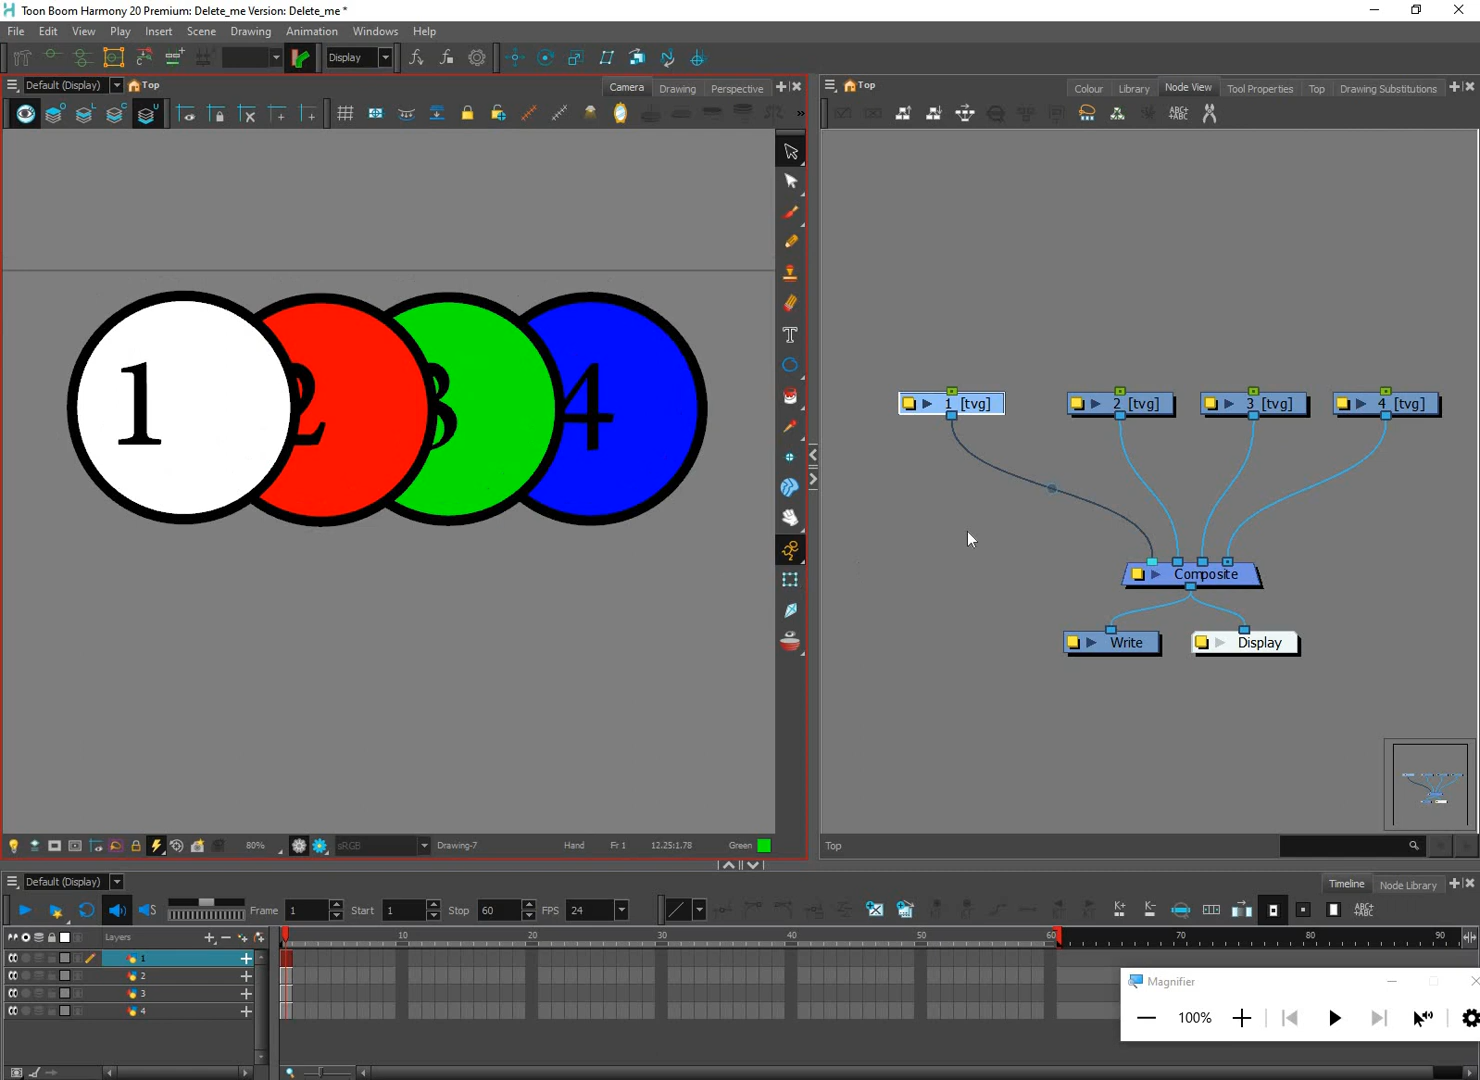 Toon Boom Harmony 20 Premium: Delete_me Version: Delete_me *
File Edit View Play Insert Scene Drawing Animation Windows Help
Display
Default (Display) Top Camera Drawing Perspective
Top Colour Library Node View Tool Properties Top Drawing Substitutions
ABC
+ABC
1 2 3 4
1 [tvg] 2 [tvg] 3 [tvg] 4 [tvg]
Composite
Write Display
80% sRGB Drawing-7 Hand Fr 1 12.25:1.78 Green
Top
Default (Display) Timeline Node Library
S Frame 1 Start 1 Stop 60 FPS 24 K+ K- ABC+
ABC
Layers 10 20 30 40 50 60 70 80 90
1
2
3
4
Magnifier
100%